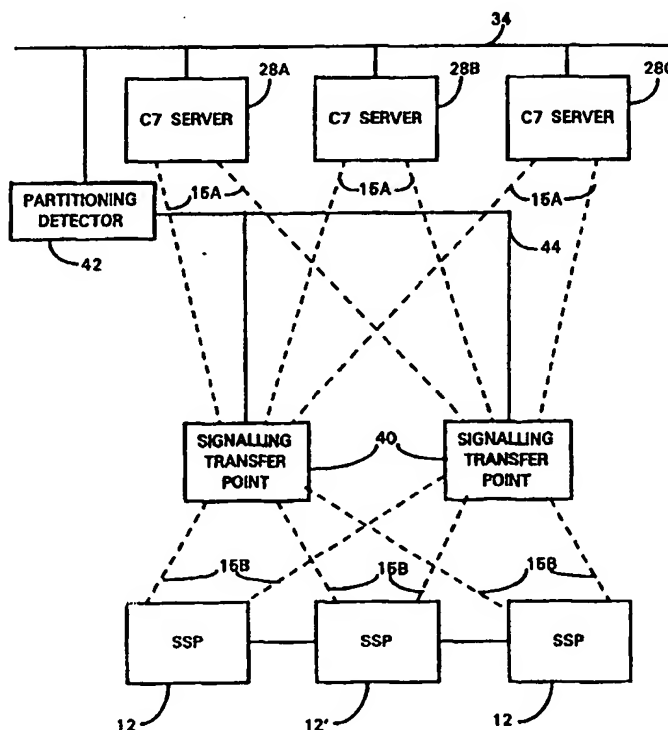 34
28A
28B
28C
C7 SERVER
C7 SERVER
C7 SERVER
15A
15A
15A
PARTITIONING
DETECTOR
42
44
SIGNALLING
TRANSFER
POINT
40
SIGNALLING
TRANSFER
POINT
15B
15B
15B
SSP
SSP
SSP
12
12'
12